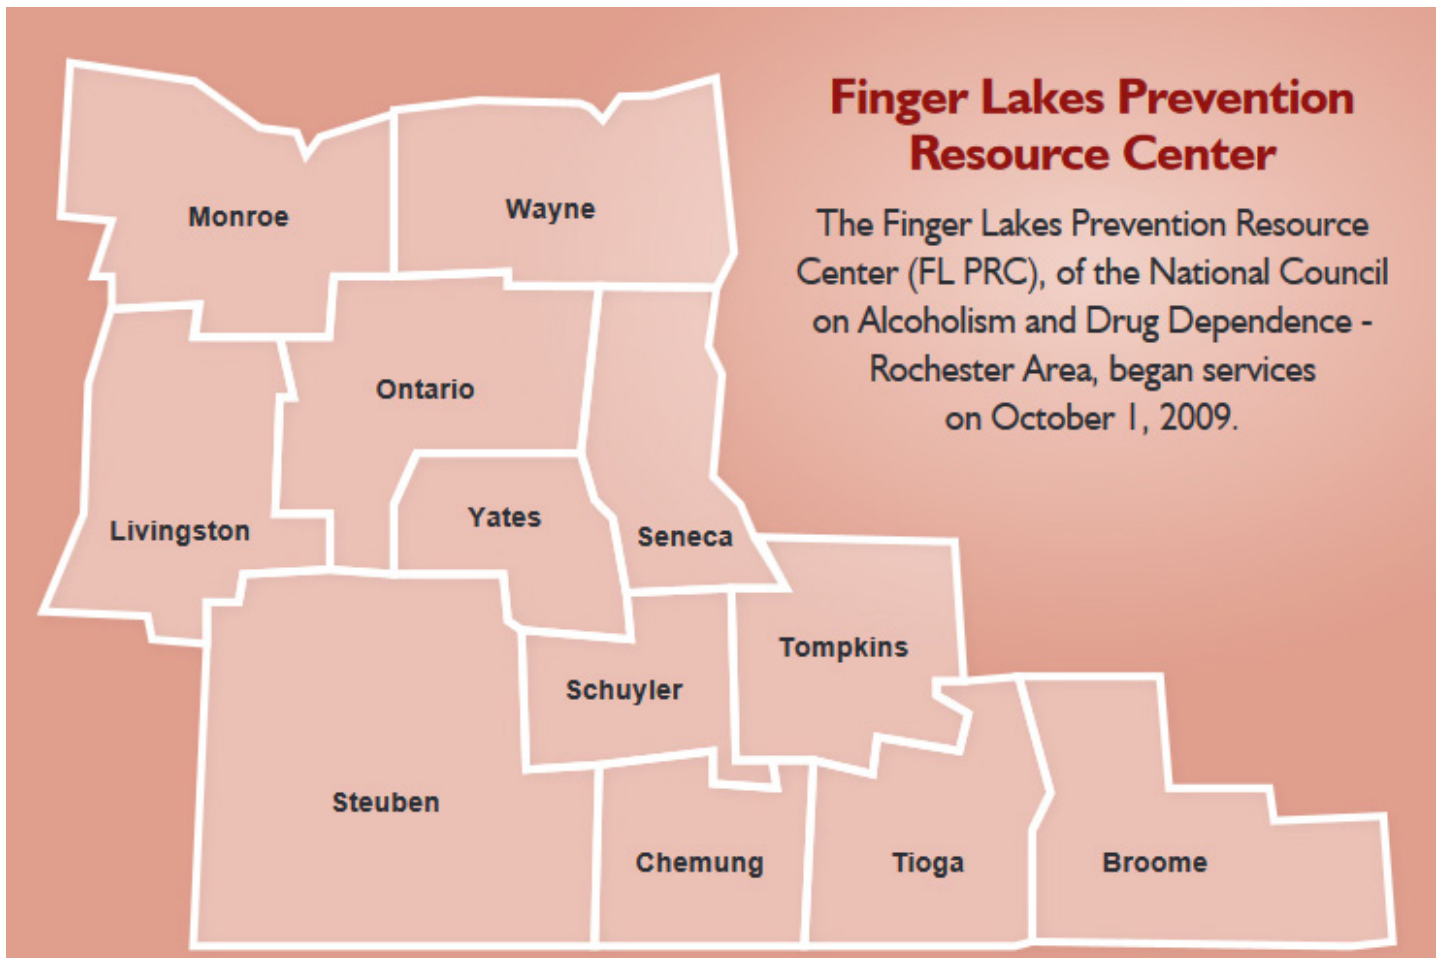 Finger Lakes Prevention
Resource Center
The Finger Lakes Prevention Resource
Center (FL PRC), of the National Council
on Alcoholism and Drug Dependence -
Rochester Area, began services
on October 1, 2009.
Monroe
Wayne
Ontario
Livingston
Yates
Seneca
Tompkins
Schuyler
Steuben
Chemung
Tioga
Broome